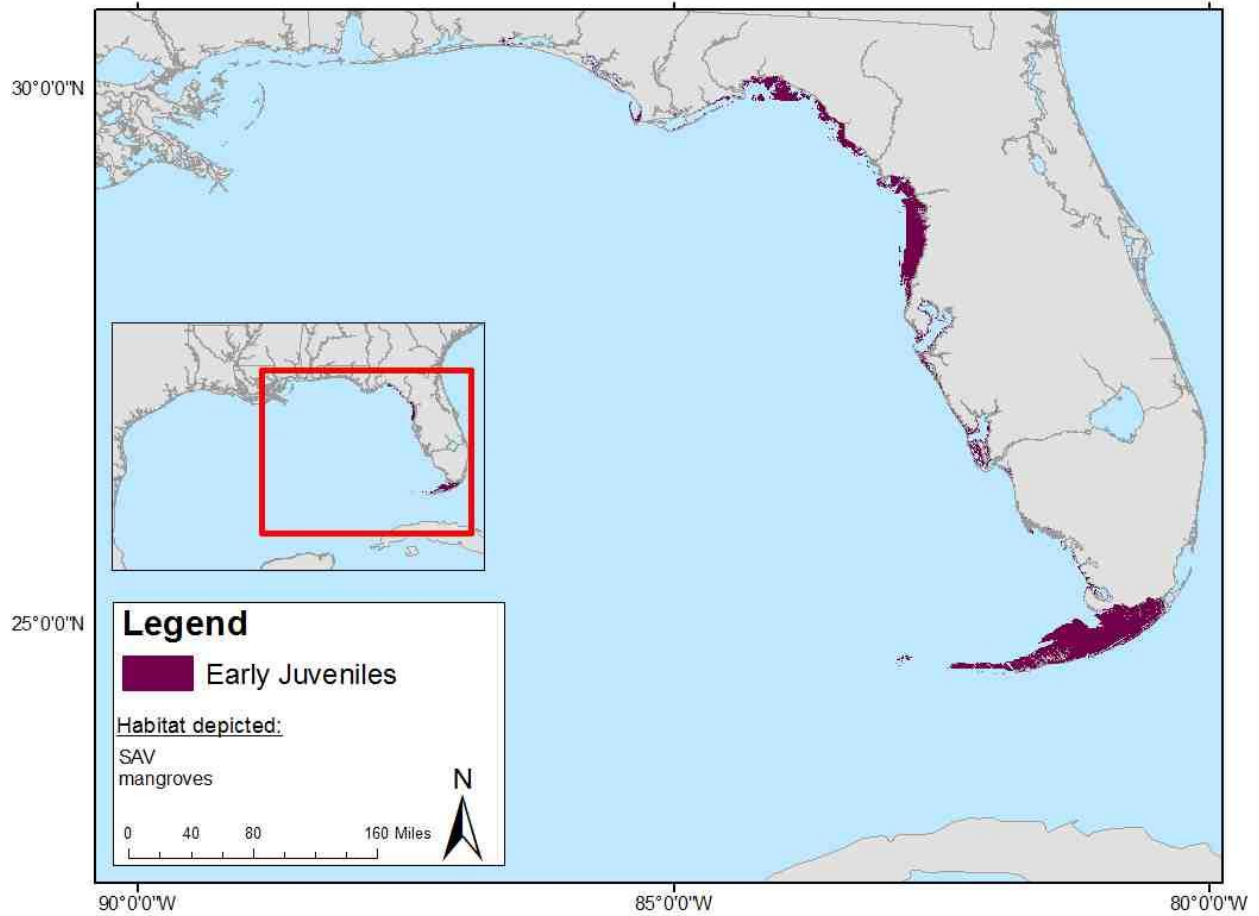 30°0'0"N
25°0'0"N
Legend
Early Juveniles
Habitat depicted:
SAV
mangroves
N
0 40 80 160 Miles
90°0'0"W 85°0'0"W 80°0'0"W